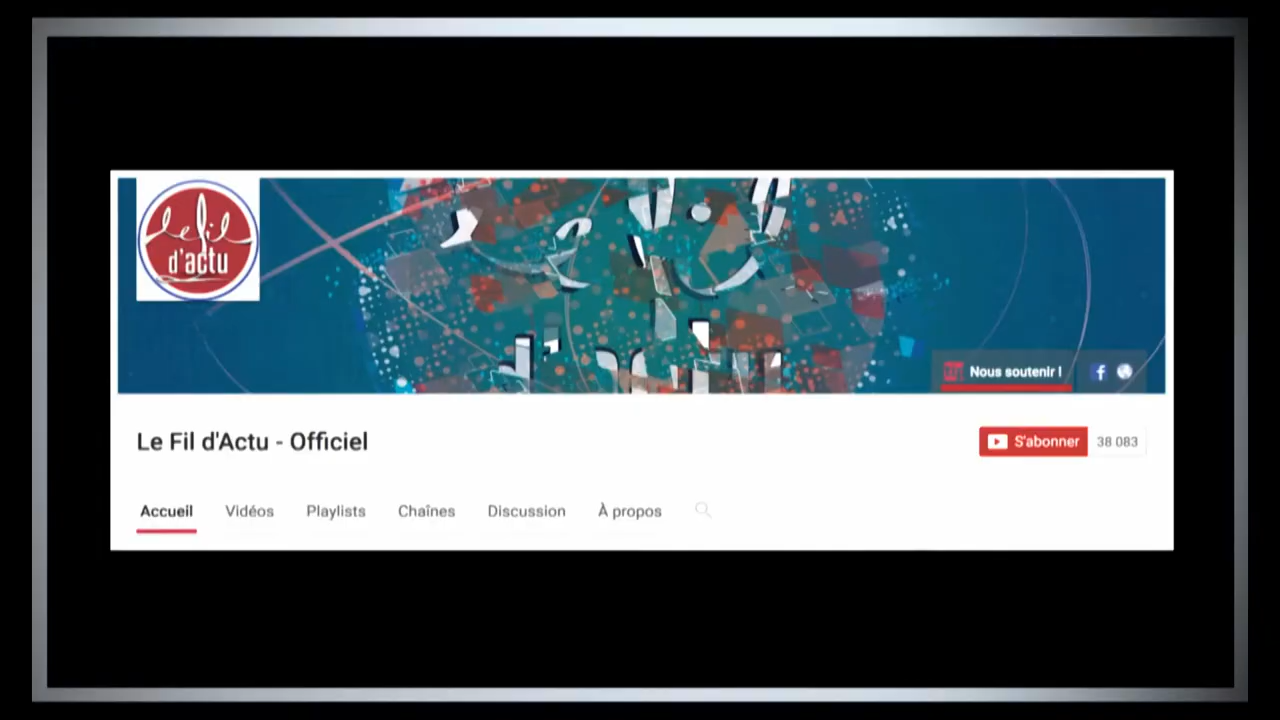 le fil
d'actu
Nous soutenir !
Le Fil d'Actu - Officiel
S'abonner 38 083
Accueil Vidéos Playlists Chaînes Discussion À propos